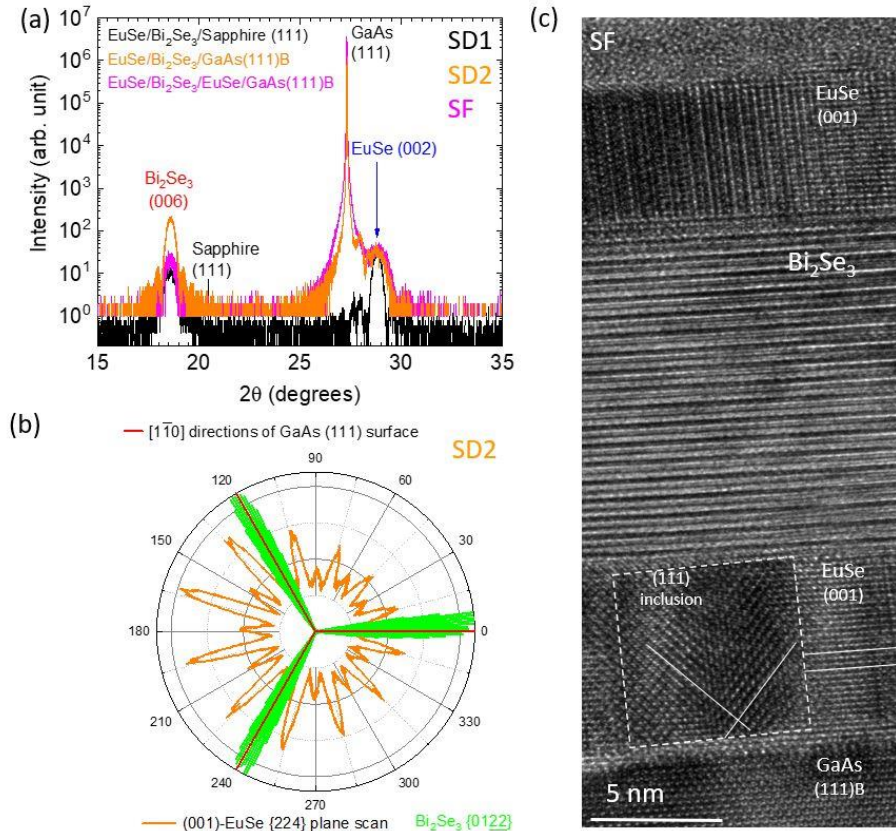 (a)
10⁷
10⁶
10⁵
10⁴
10³
10²
10¹
10⁰
Intensity (arb. unit)
EuSe/Bi₂Se₃/Sapphire (111)
EuSe/Bi₂Se₃/GaAs(111)B
EuSe/Bi₂Se₃/EuSe/GaAs(111)B
GaAs
(111)
SD1
SD2
SF
EuSe (002)
Bi₂Se₃
(006)
Sapphire
(111)
15 20 25 30 35
2θ (degrees)
(b)
[11̅0] directions of GaAs (111) surface
SD2
90
120 60
150 30
180 0
210 330
240 300
270
(001)-EuSe {224} plane scan
Bi₂Se₃ {0122}
(c)
SF
EuSe
(001)
Bi₂Se₃
(111)
inclusion
EuSe
(001)
GaAs
(111)B
5 nm